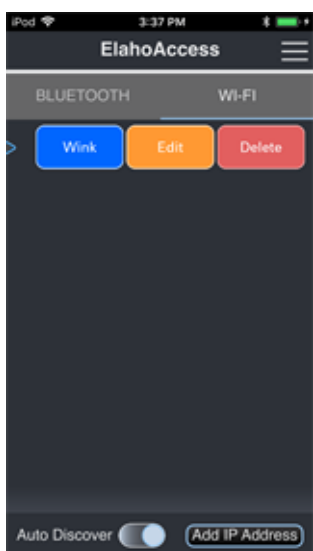 iPod 3:37 PM
ElahoAccess
BLUETOOTH WI-FI
Wink Edit Delete
Auto Discover Add IP Address